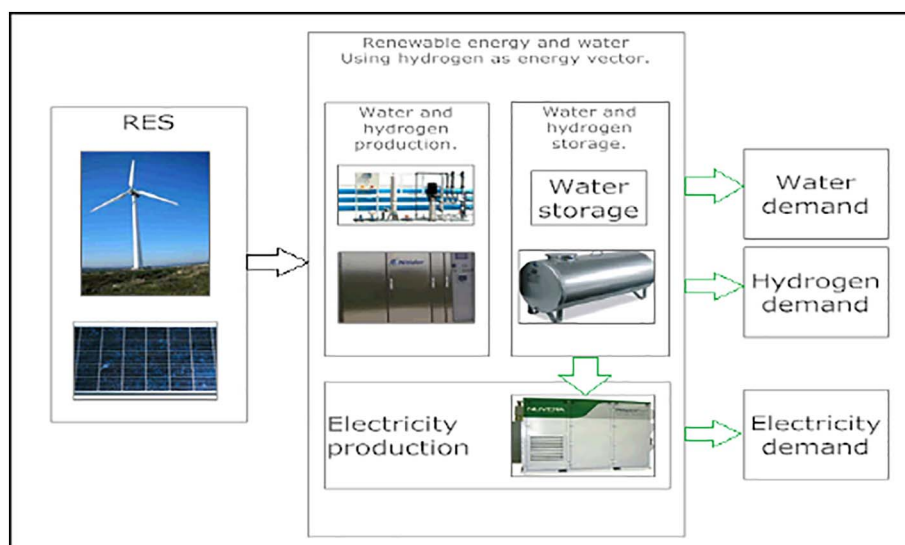 Renewable energy and water
Using hydrogen as energy vector.
RES
Water and
hydrogen
production.
Water and
hydrogen
storage.
Water
storage
Water
demand
Hydrogen
demand
Electricity
production
NUVERA
Electricity
demand